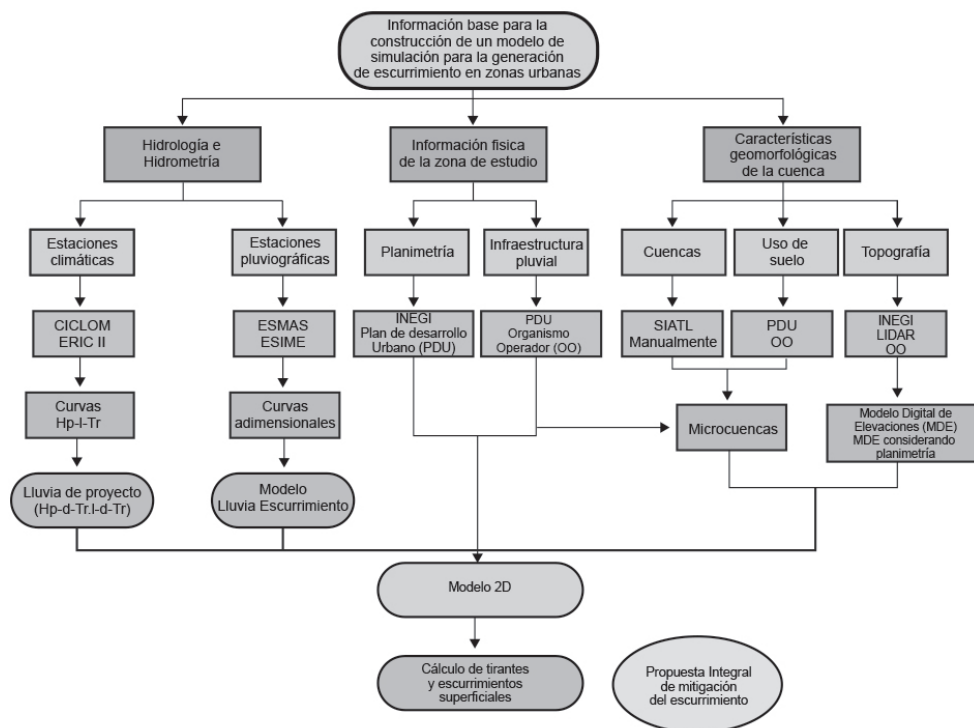 Información base para la
construcción de un modelo de
simulación para la generación
de escurrimiento en zonas urbanas
Hidrología e
Hidrometría
Información fisica
de la zona de estudio
Características
geomorfológicas
de la cuenca
Estaciones
climáticas
Estaciones
pluviográficas
Planimetría
Infraestructura
pluvial
Cuencas
Uso de
suelo
Topografía
CICLOM
ERIC II
ESMAS
ESIME
INEGI
Plan de desarrollo
Urbano (PDU)
PDU
Organismo
Operador (OO)
SIATL
Manualmente
PDU
OO
INEGI
LIDAR
OO
Curvas
Hp-I-Tr
Curvas
adimensionales
Microcuencas
Modelo Digital de
Elevaciones (MDE)
MDE considerando
planimetría
Lluvia de proyecto
(Hp-d-Tr.I-d-Tr)
Modelo
Lluvia Escurrimiento
Modelo 2D
Cálculo de tirantes
y escurrimientos
superficiales
Propuesta Integral
de mitigación
del escurrimiento